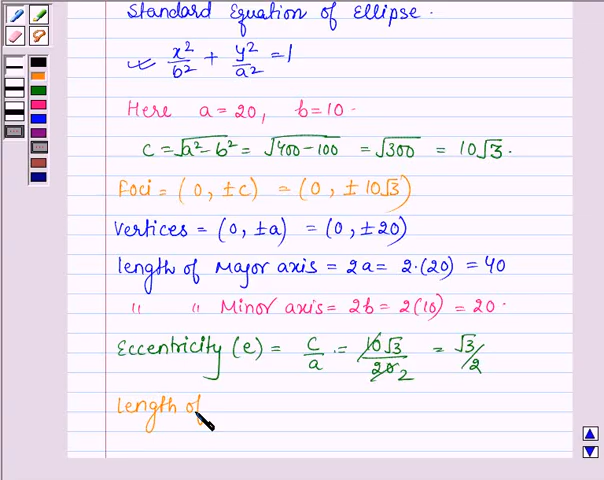 Standard Equation of Ellipse.
x²/b² + y²/a² = 1
Here a = 20, b = 10.
c = √a² - b² = √400 - 100 = √300 = 10√3.
Foci = (0, ±c) = (0, ±10√3)
Vertices = (0, ±a) = (0, ±20)
length of Major axis = 2a = 2·(20) = 40
" " Minor axis = 2b = 2(10) = 20.
Eccentricity (e) = c/a = 10√3/20 2 = √3/2
Length of